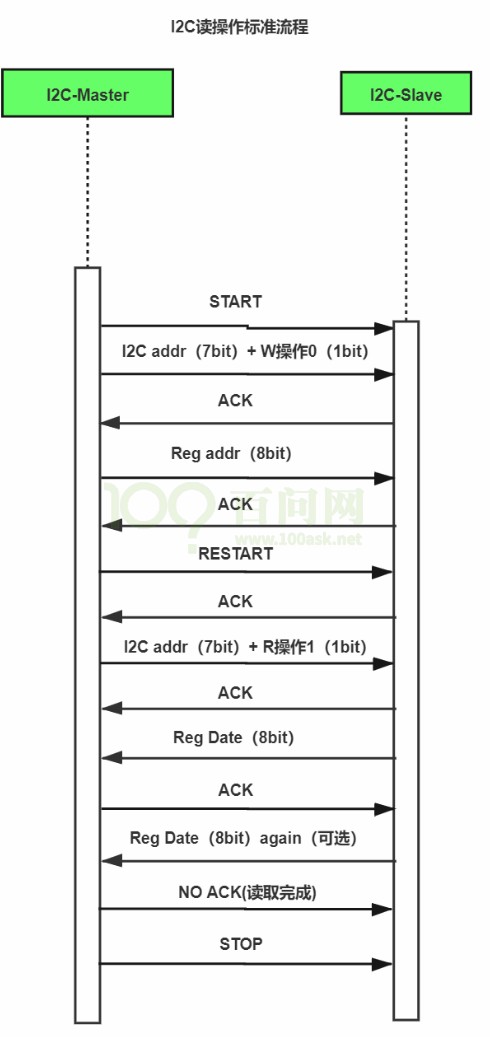 I2C读操作标准流程
I2C-Master
I2C-Slave
START
I2C addr（7bit）+ W操作0（1bit）
ACK
Reg addr（8bit）
ACK
100? 百问网
www.100ask.net
RESTART
ACK
I2C addr（7bit）+ R操作1（1bit）
ACK
Reg Date（8bit）
ACK
Reg Date（8bit）again（可选）
NO ACK(读取完成)
STOP